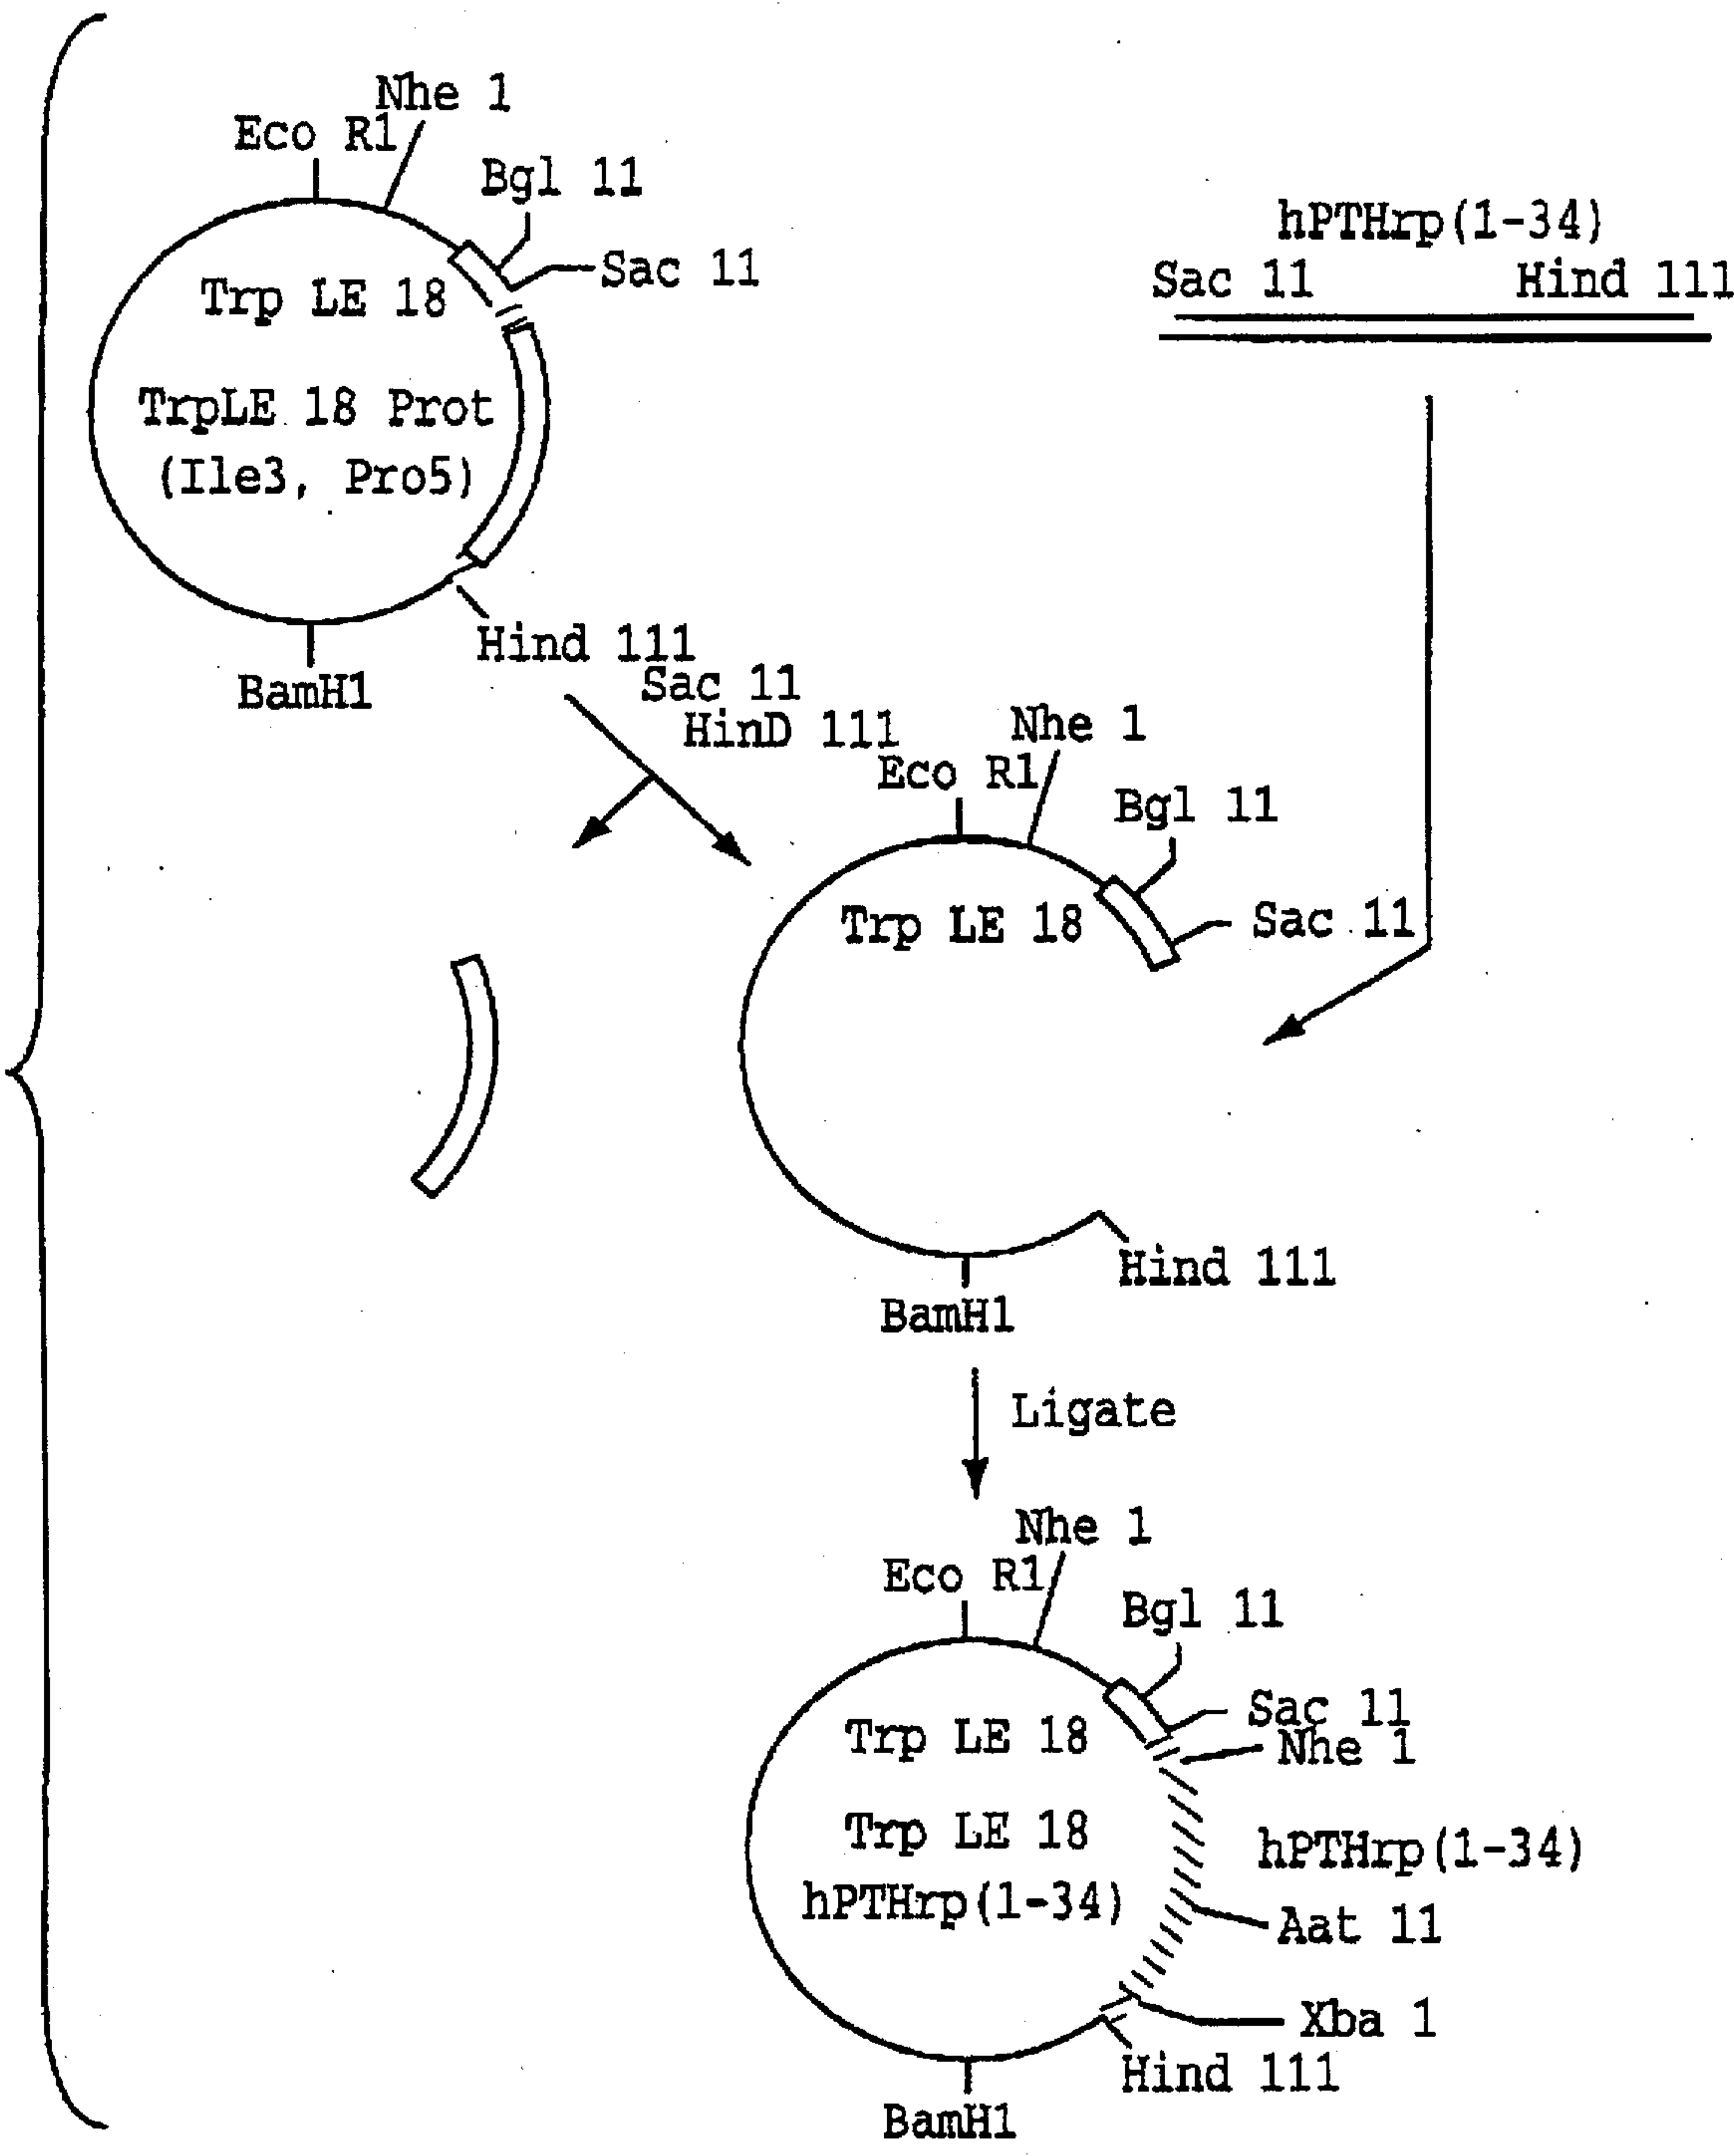 Nhe 1
Eco R1
Bgl 11
Sac 11
Trp LE 18
TrpLE 18 Prot
(Ile3, Pro5)
Hind 111
BamH1
hPTHrp(1-34)
Sac 11 Hind 111
Sac 11
HinD 111
Nhe 1
Eco R1
Bgl 11
Trp LE 18
Sac 11
Hind 111
BamH1
Ligate
Nhe 1
Eco R1
Bgl 11
Sac 11
Nhe 1
Trp LE 18
Trp LE 18
hPTHrp(1-34)
hPTHrp(1-34)
Aat 11
Xba 1
Hind 111
BamH1